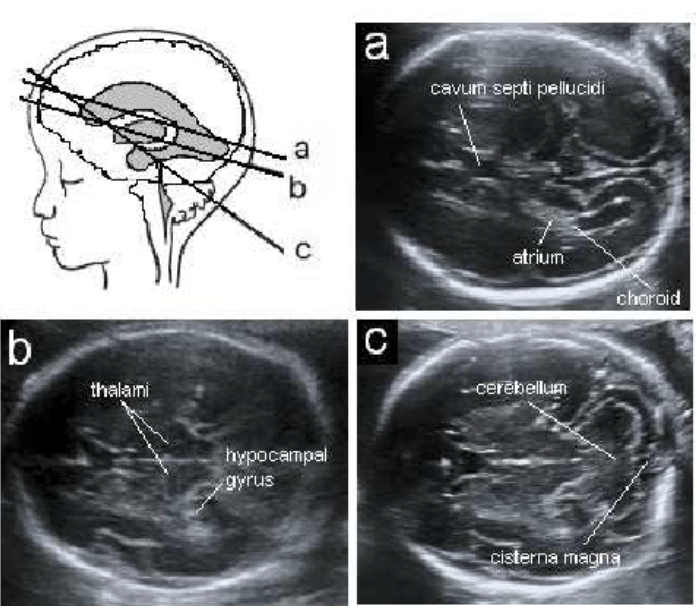 a
b
c
a
cavum septi pellucidi
atrium
choroid
b
thalami
hypocampal
gyrus
c
cerebellum
cisterna magna